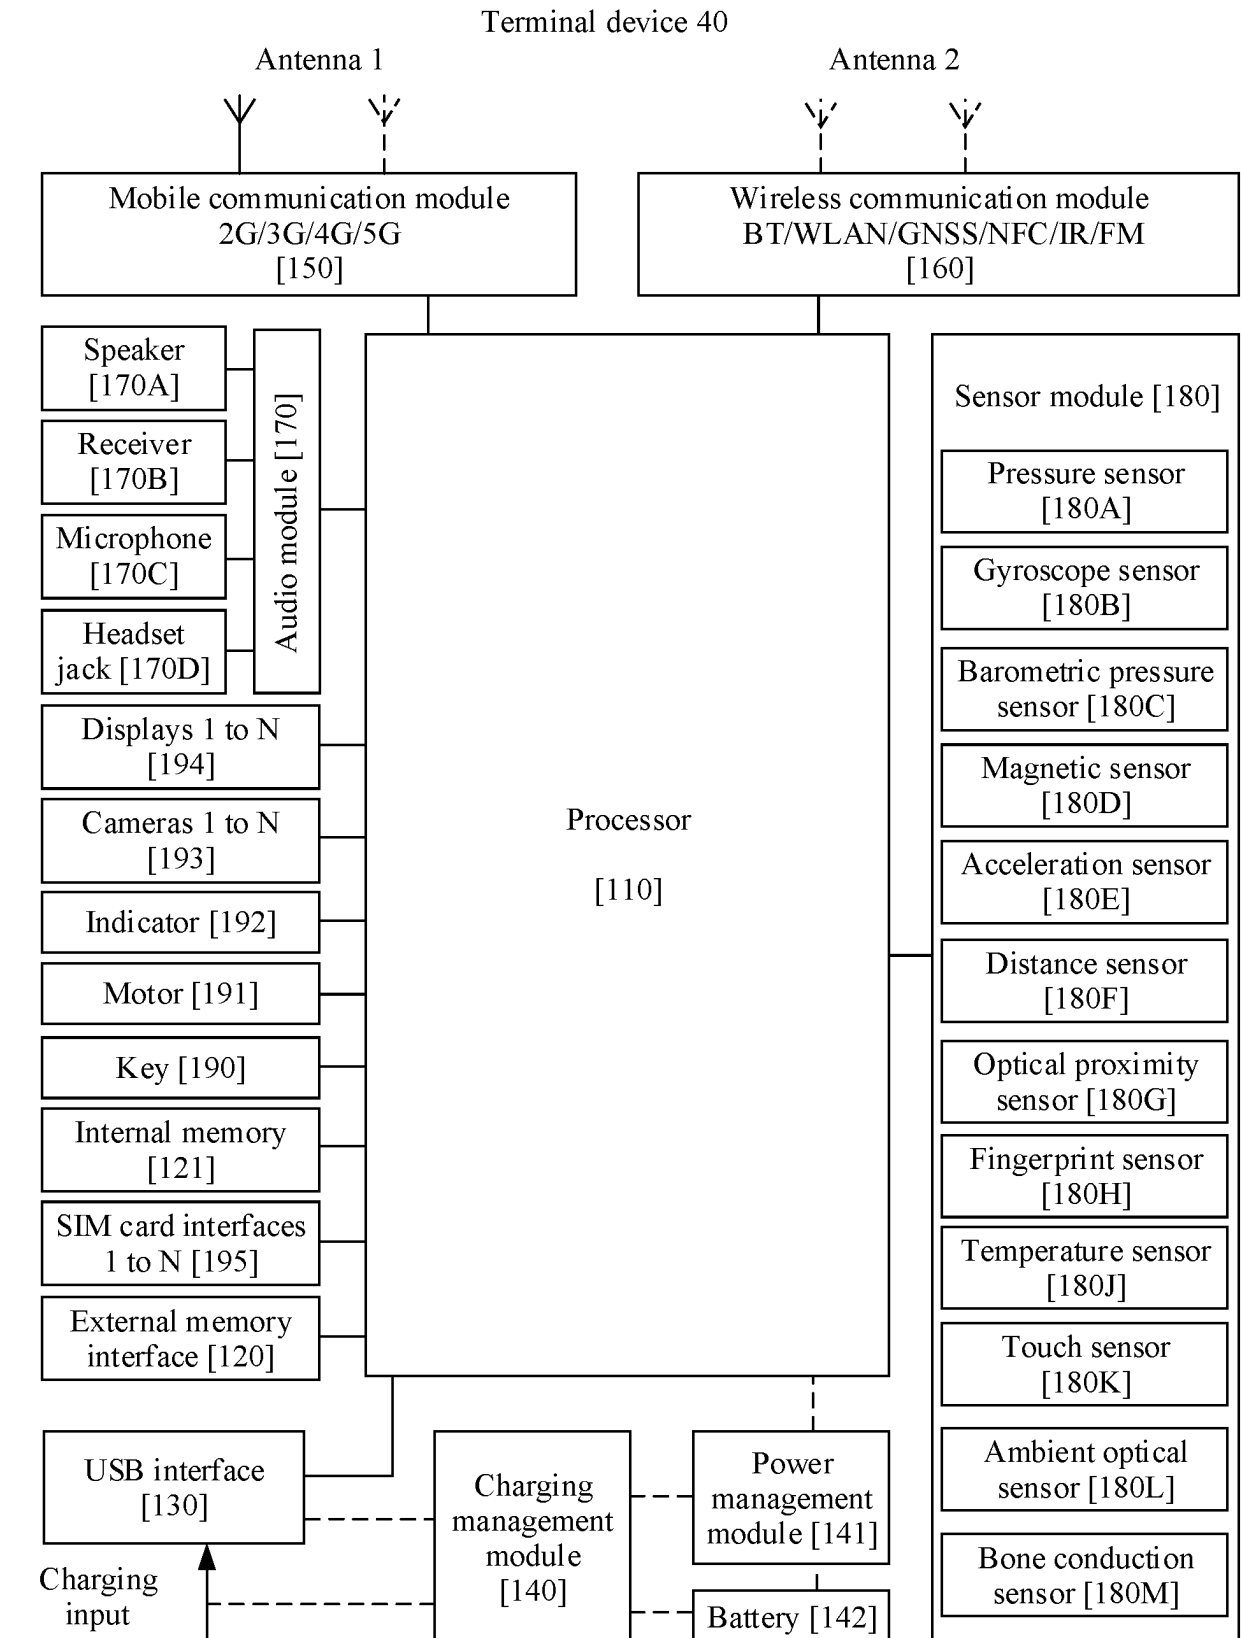 Terminal device 40
Antenna 1
Antenna 2
Mobile communication module
2G/3G/4G/5G
[150]
Wireless communication module
BT/WLAN/GNSS/NFC/IR/FM
[160]
Speaker
[170A]
Receiver
[170B]
Microphone
[170C]
Headset
jack [170D]
Audio module [170]
Displays 1 to N
[194]
Cameras 1 to N
[193]
Indicator [192]
Motor [191]
Key [190]
Internal memory
[121]
SIM card interfaces
1 to N [195]
External memory
interface [120]
Processor
[110]
Sensor module [180]
Pressure sensor
[180A]
Gyroscope sensor
[180B]
Barometric pressure
sensor [180C]
Magnetic sensor
[180D]
Acceleration sensor
[180E]
Distance sensor
[180F]
Optical proximity
sensor [180G]
Fingerprint sensor
[180H]
Temperature sensor
[180J]
Touch sensor
[180K]
Ambient optical
sensor [180L]
Bone conduction
sensor [180M]
USB interface
[130]
Charging
input
Charging
management
module
[140]
Power
management
module [141]
Battery [142]